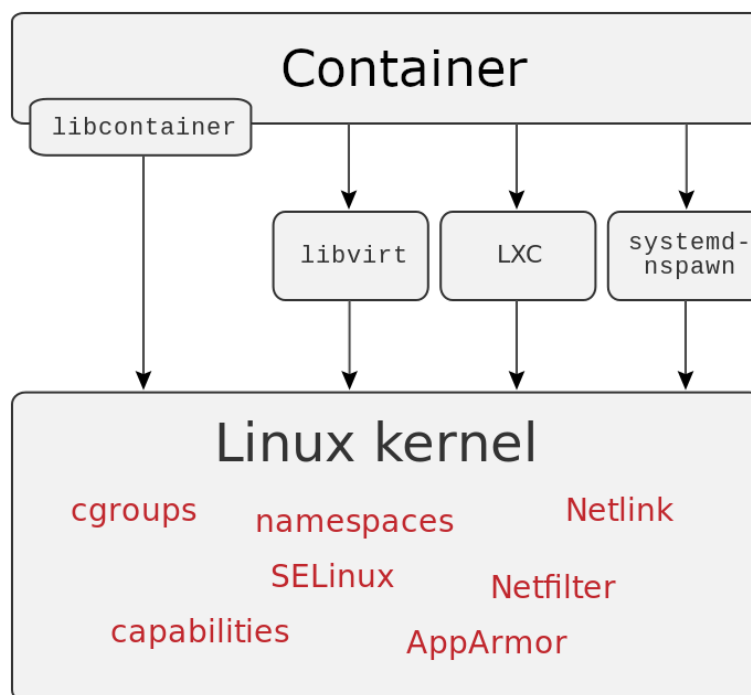 Container
libcontainer
libvirt
LXC
systemd-
nspawn
Linux kernel
cgroups
namespaces
Netlink
SELinux
Netfilter
capabilities
AppArmor